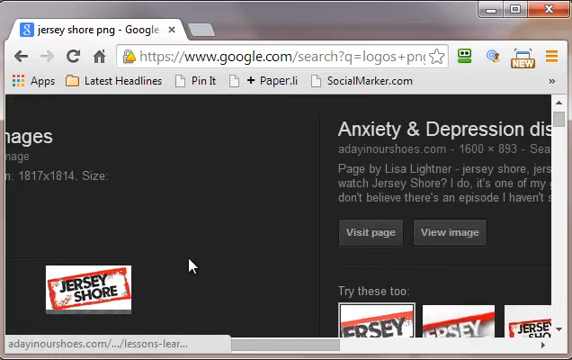 jersey shore png - Google
https://www.google.com/search?q=logos+png
NEW
Apps Latest Headlines Pin It + Paper.li SocialMarker.com »
mages
mage
m: 1817x1814. Size:
JERSEY
SHORE
Anxiety & Depression dis
adayinourshoes.com - 1600 × 893 - Sea
Page by Lisa Lightner - jersey shore, jers
watch Jersey Shore? I do, it's one of my g
don't believe there's an episode I haven't s
Visit page View image
Try these too:
JERSEY
adayinourshoes.com/.../lessons-lear...